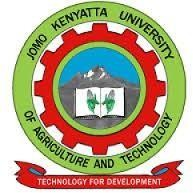 JOMO KENYATTA UNIVERSITY
OF AGRICULTURE AND TECHNOLOGY
TECHNOLOGY FOR DEVELOPMENT